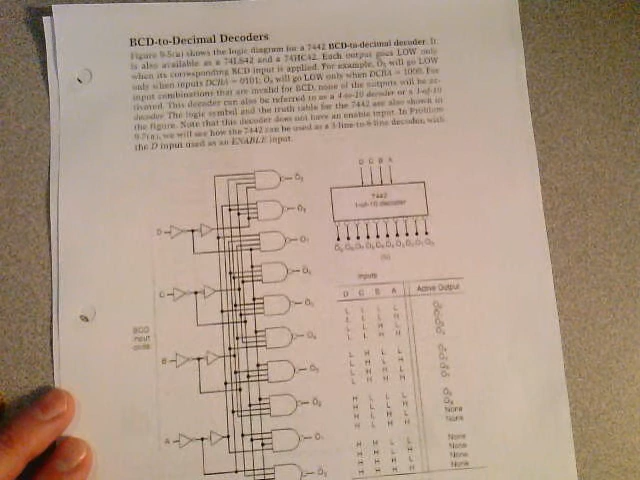 BCD-to-Decimal Decoders
Figure 9-5(a) shows the logic diagram for a 7442 BCD-to-decimal decoder. It
is also available as a 74LS42 and a 74HC42. Each output goes LOW only
when its corresponding BCD input is applied. For example, Ō₅ will go LOW
only when inputs DCBA = 0101; Ō₈ will go LOW only when DCBA = 1000. For
input combinations that are invalid for BCD, none of the outputs will be ac-
tivated. This decoder can also be referred to as a 4-to-10 decoder or a 1-of-10
decoder. The logic symbol and the truth table for the 7442 are also shown in
the figure. Note that this decoder does not have an enable input. In Problem
9-7(a), we will see how the 7442 can be used as a 3-line-to-8-line decoder, with
the D input used as an ENABLE input.
D C B A
7442
1-of-10 decoder
D
C
B
A
BCD
input
code
Inputs
D C B A Active Output
L L L L
L L L H
L L H L
L L H H
L H L L
L H L H
L H H L
L H H H
H L L L
H L L H
H L H L None
H L H H None
H H L L None
H H L H None
H H H L None
H H H H None